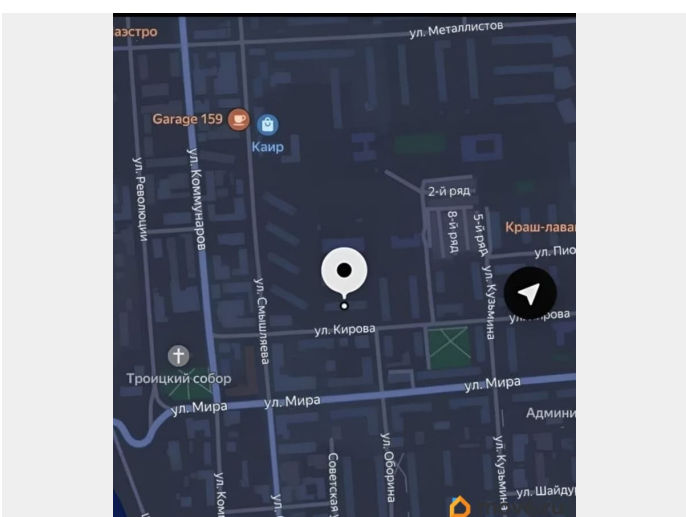 аэстро
ул. Металлистов
Garage 159
Каир
ул. Революции
ул. Коммунаров
2-й ряд
8-й ряд
5-й ряд
Краш-лава
ул. Пио
ул. Смышляева
ул. Кузьмина
ул. Кирова
Троицкий собор
ул. Мира
ул. Мира
ул. Мира
Админи
ул. Ком
ул.
Советская
ул. Оборина
ул. Кузьмина
ул. Шайду